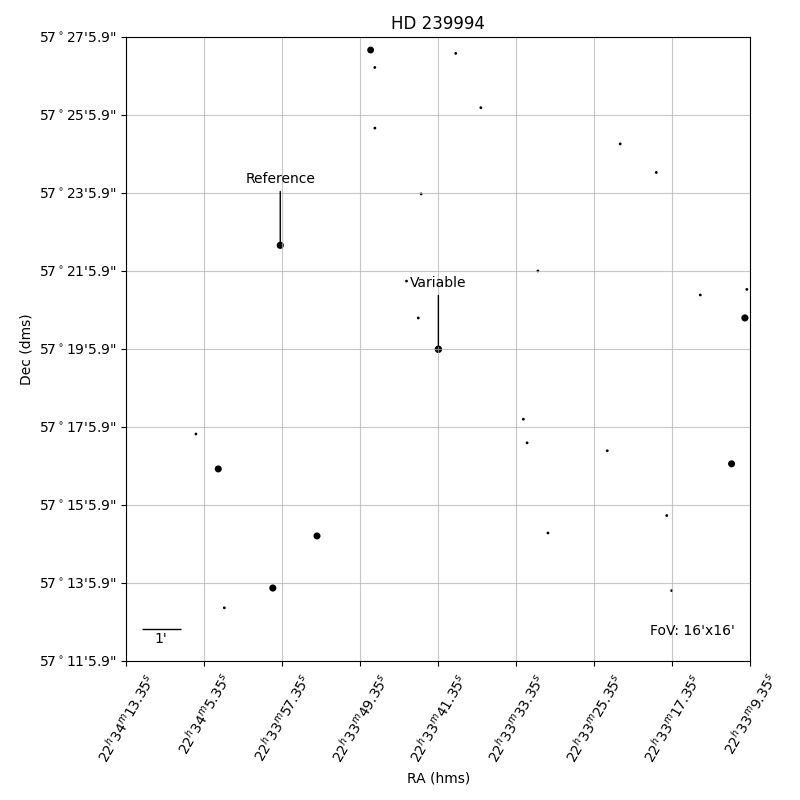 HD 239994
57°27'5.9"
57°25'5.9"
Reference
57°23'5.9"
57°21'5.9"
Variable
57°19'5.9"
Dec (dms)
57°17'5.9"
57°15'5.9"
57°13'5.9"
1'
FoV: 16'x16'
57°11'5.9"
22h34m13.35s
22h34m5.35s
22h33m57.35s
22h33m49.35s
22h33m41.35s
22h33m33.35s
22h33m25.35s
22h33m17.35s
22h33m9.35s
RA (hms)